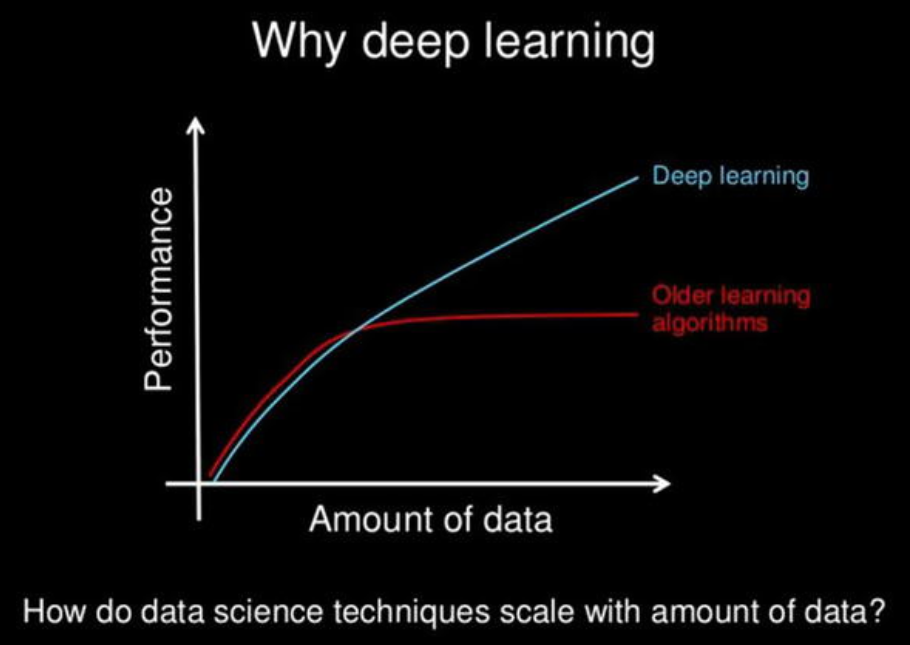 Why deep learning
Performance
Deep learning
Older learning
algorithms
Amount of data
How do data science techniques scale with amount of data?